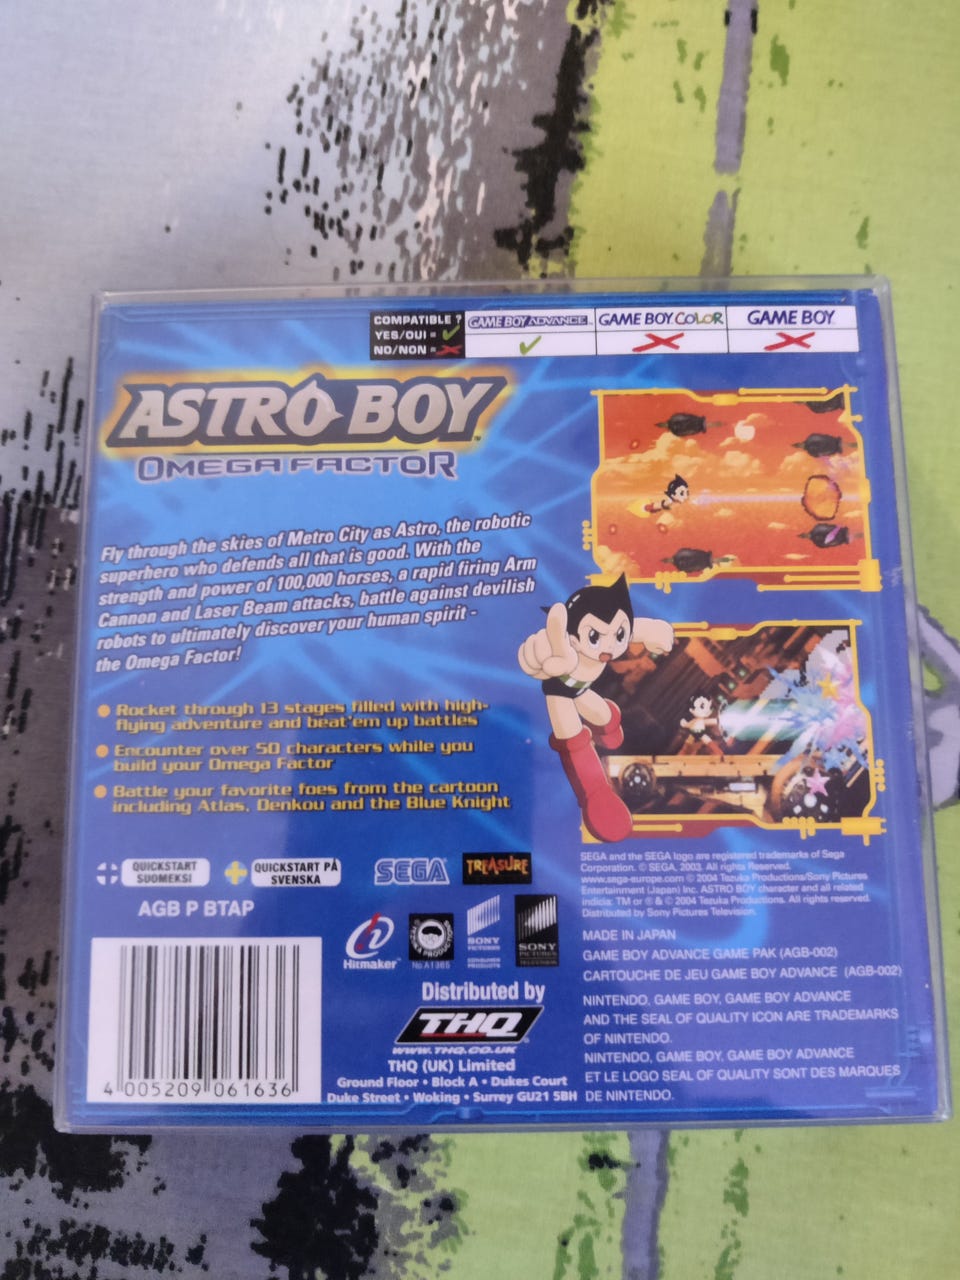 COMPATIBLE ?
YES/OUI =
NO/NON =
GAME BOY ADVANCE™
GAME BOY COLOR
GAME BOY
ASTRO BOY™
OMEGA FACTOR
Fly through the skies of Metro City as Astro, the robotic
superhero who defends all that is good. With the
strength and power of 100,000 horses, a rapid firing Arm
Cannon and Laser Beam attacks, battle against devilish
robots to ultimately discover your human spirit -
the Omega Factor!
Rocket through 13 stages filled with high-
flying adventure and beat'em up battles
Encounter over 50 characters while you
build your Omega Factor
Battle your favorite foes from the cartoon
including Atlas, Denkou and the Blue Knight
QUICKSTART
SUOMEKSI
QUICKSTART PÅ
SVENSKA
SEGA
TREASURE
AGB P BTAP
Hitmaker™
TEZUKA PRODUCTIONS
No A1365
SONY
PICTURES
CONSUMER
PRODUCTS
SONY
PICTURES
TELEVISION
SEGA and the SEGA logo are registered trademarks of Sega
Corporation. © SEGA, 2003. All rights Reserved.
www.sega-europe.com © 2004 Tezuka Productions/Sony Pictures
Entertainment (Japan) Inc. ASTRO BOY character and all related
indicia: TM or ® & © 2004 Tezuka Productions. All rights reserved.
Distributed by Sony Pictures Television.
MADE IN JAPAN
GAME BOY ADVANCE GAME PAK (AGB-002)
CARTOUCHE DE JEU GAME BOY ADVANCE (AGB-002)
NINTENDO, GAME BOY, GAME BOY ADVANCE
AND THE SEAL OF QUALITY ICON ARE TRADEMARKS
OF NINTENDO.
NINTENDO, GAME BOY, GAME BOY ADVANCE
ET LE LOGO SEAL OF QUALITY SONT DES MARQUES
DE NINTENDO.
Distributed by
THQ
WWW.THQ.CO.UK
THQ (UK) Limited
Ground Floor • Block A • Dukes Court
Duke Street • Woking • Surrey GU21 5BH
4 005209 061636